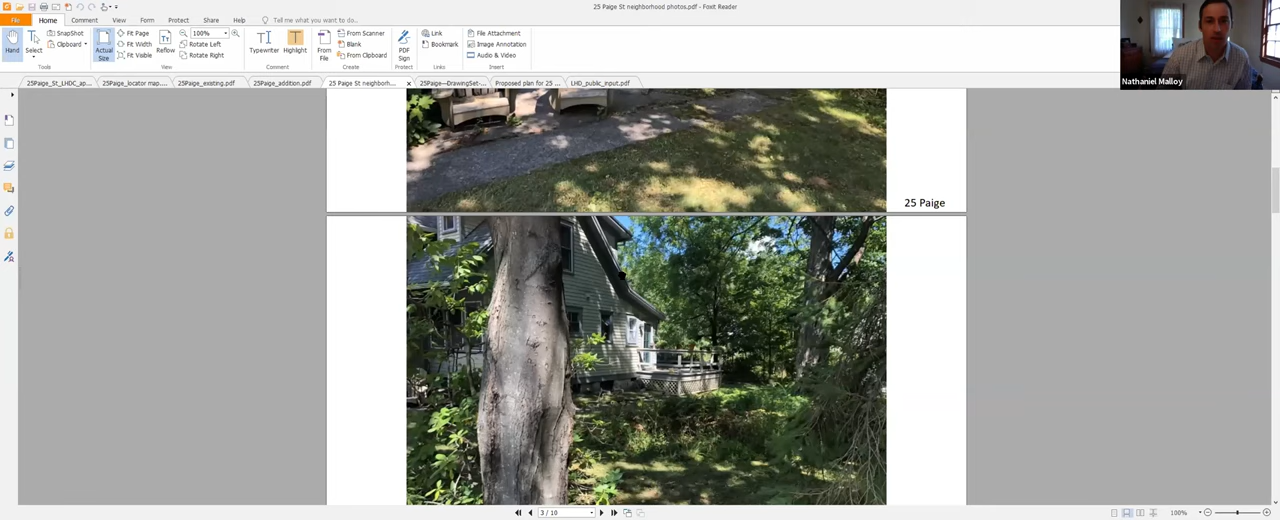 25 Paige St neighborhood photos.pdf - Foxit Reader
File Home Comment View Form Protect Share Help Tell me what you want to do...
Hand
Select
SnapShot
Clipboard
Actual Size
Fit Page
Fit Width
Fit Visible
Reflow
100%
Rotate Left
Rotate Right
Typewriter
Highlight
From File
From Scanner
Blank
From Clipboard
PDF Sign
Link
Bookmark
File Attachment
Image Annotation
Audio & Video
Tools View Comment Create Protect Links Insert
Nathaniel Malloy
25Paige_St_LHDC_ap... 25Paige_locator map.... 25Paige_existing.pdf 25Paige_addition.pdf 25 Paige St neighborh... 25Paige---DrawingSet-... Proposed plan for 25 ... LHD_public_input.pdf
25 Paige
3 / 10
100%